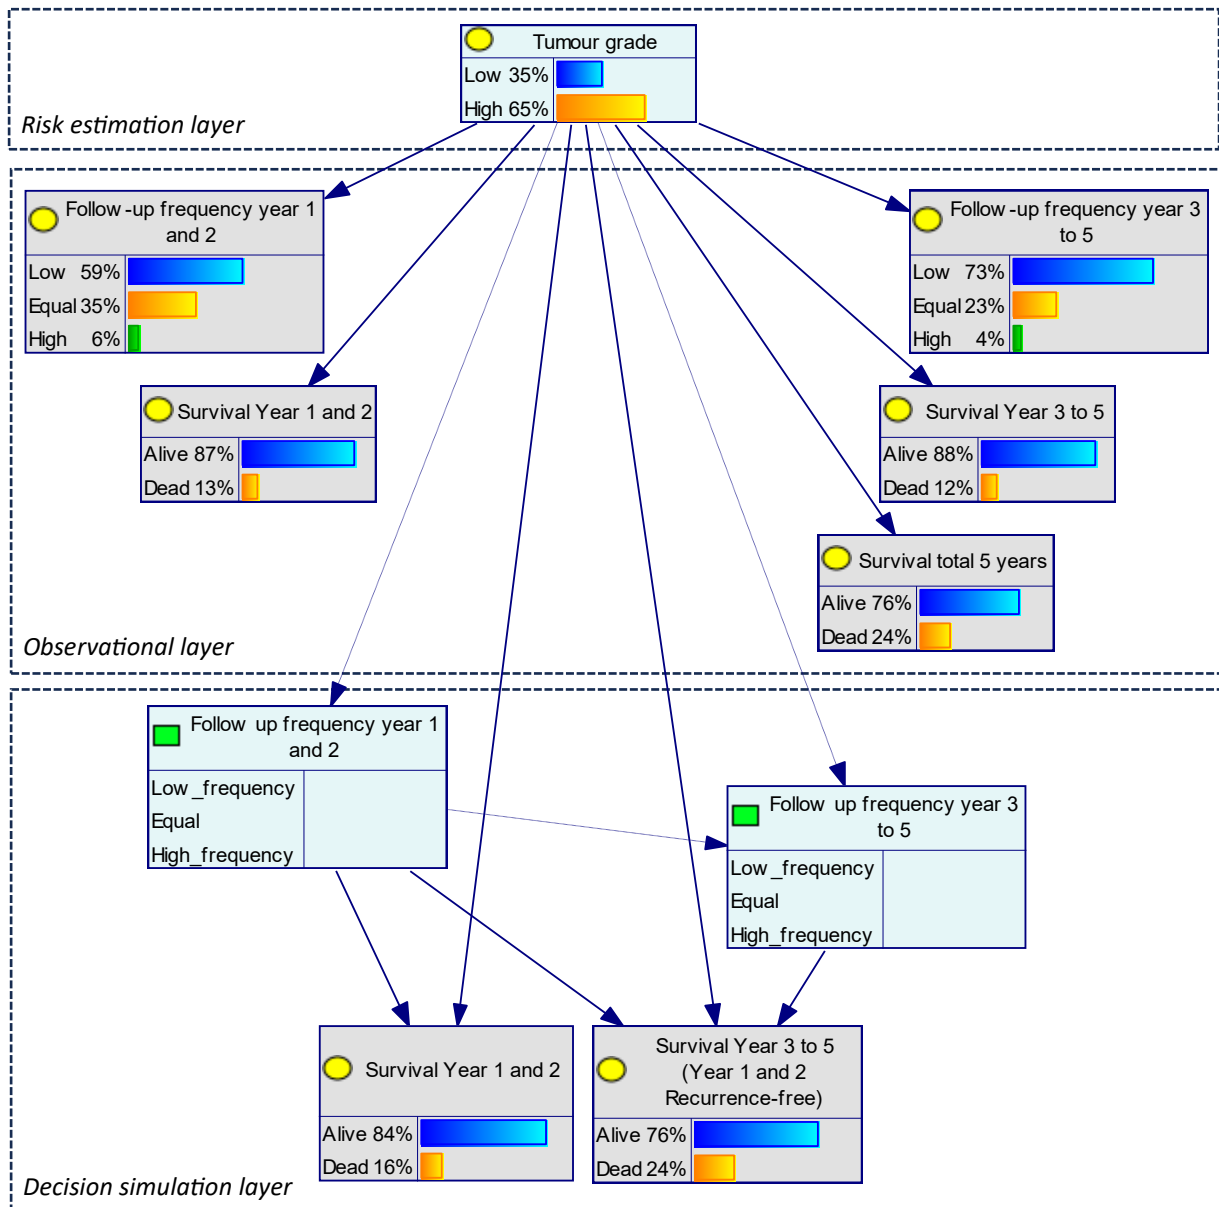 Tumour grade
Low 35%
High 65%
Risk estimation layer
Follow-up frequency year 1
and 2
Low 59%
Equal 35%
High 6%
Follow-up frequency year 3
to 5
Low 73%
Equal 23%
High 4%
Survival Year 1 and 2
Alive 87%
Dead 13%
Survival Year 3 to 5
Alive 88%
Dead 12%
Survival total 5 years
Alive 76%
Dead 24%
Observational layer
Follow up frequency year 1
and 2
Low_frequency
Equal
High_frequency
Follow up frequency year 3
to 5
Low_frequency
Equal
High_frequency
Survival Year 1 and 2
Alive 84%
Dead 16%
Survival Year 3 to 5
(Year 1 and 2
Recurrence-free)
Alive 76%
Dead 24%
Decision simulation layer